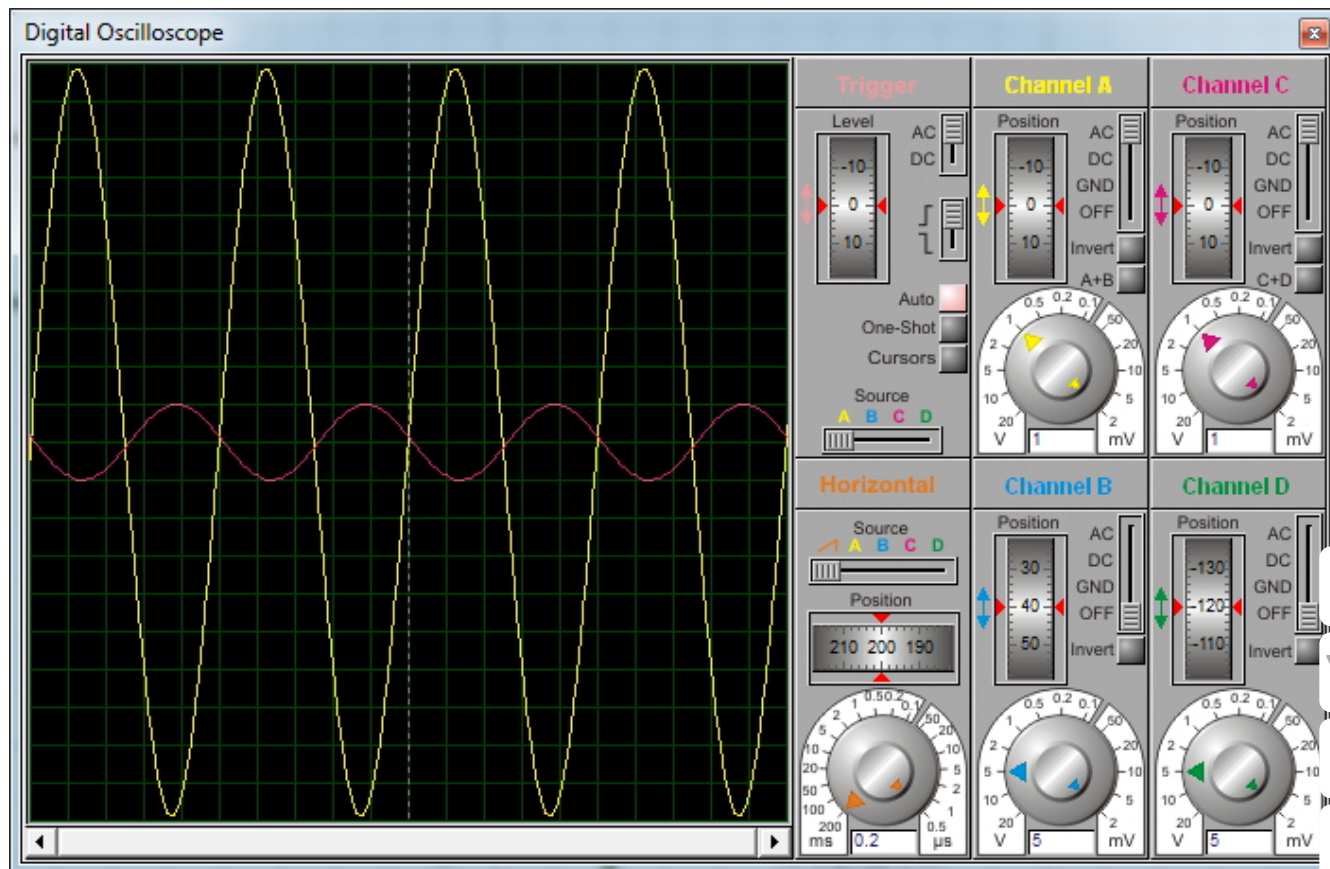 Digital Oscilloscope
Trigger
Level
AC
DC
-10
0
10
Auto
One-Shot
Cursors
Source
A B C D
Channel A
Position
AC
DC
GND
OFF
-10
0
10
Invert
A+B
20 10 5 2 1 0.5 0.2 0.1 50 20 10 5 2
V 1 mV
Channel C
Position
AC
DC
GND
OFF
-10
0
10
Invert
C+D
20 10 5 2 1 0.5 0.2 0.1 50 20 10 5 2
V 1 mV
Horizontal
Source
A B C D
Position
210 200 190
200 100 50 20 10 5 2 1 0.5 0.2 0.1 50 20 10 5 2 1 0.5
ms 0.2 µs
Channel B
Position
AC
DC
GND
OFF
30
40
50
Invert
20 10 5 2 1 0.5 0.2 0.1 50 20 10 5 2
V 5 mV
Channel D
Position
AC
DC
GND
OFF
-130
-120
-110
Invert
20 10 5 2 1 0.5 0.2 0.1 50 20 10 5 2
V 5 mV